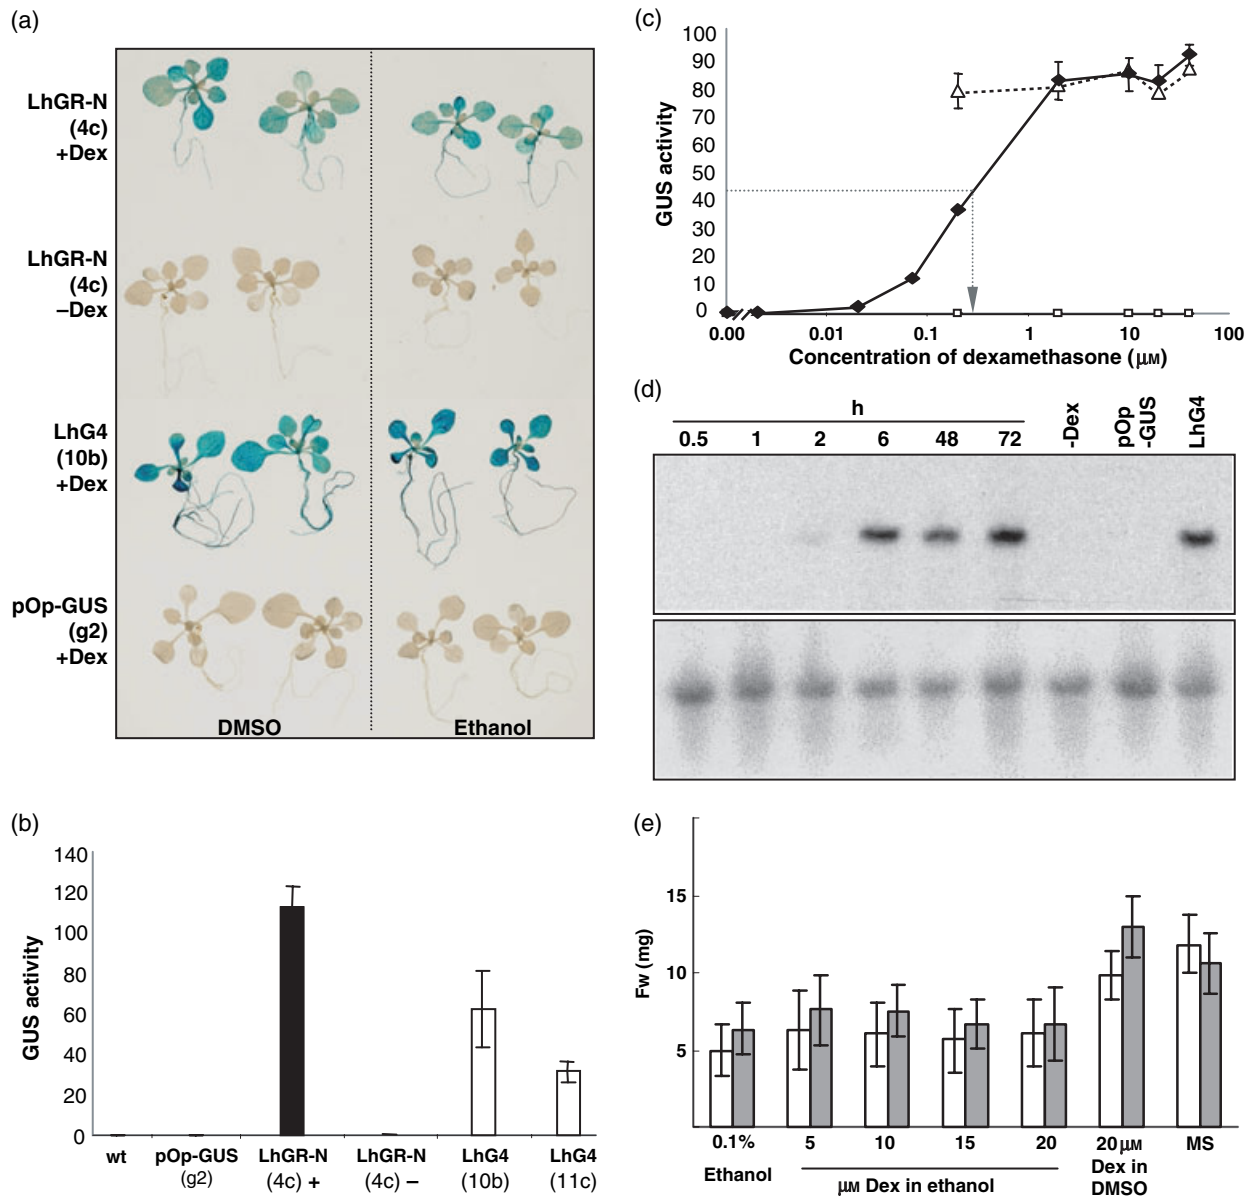 (a)
LhGR-N
(4c)
+Dex
LhGR-N
(4c)
–Dex
LhG4
(10b)
+Dex
pOp-GUS
(g2)
+Dex
DMSO Ethanol
(b)
GUS activity
140
120
100
80
60
40
20
0
wt pOp-GUS LhGR-N LhGR-N LhG4 LhG4
(g2) (4c) + (4c) – (10b) (11c)
(c)
GUS activity
100
90
80
70
60
50
40
30
20
10
0
0.00 0.01 0.1 1 10 100
Concentration of dexamethasone (µM)
(d)
h
0.5 1 2 6 48 72
-Dex
pOp
-GUS
LhG4
(e)
Fw (mg)
15
10
5
0.1% 5 10 15 20 20 µM MS
Ethanol µM Dex in ethanol Dex in
DMSO